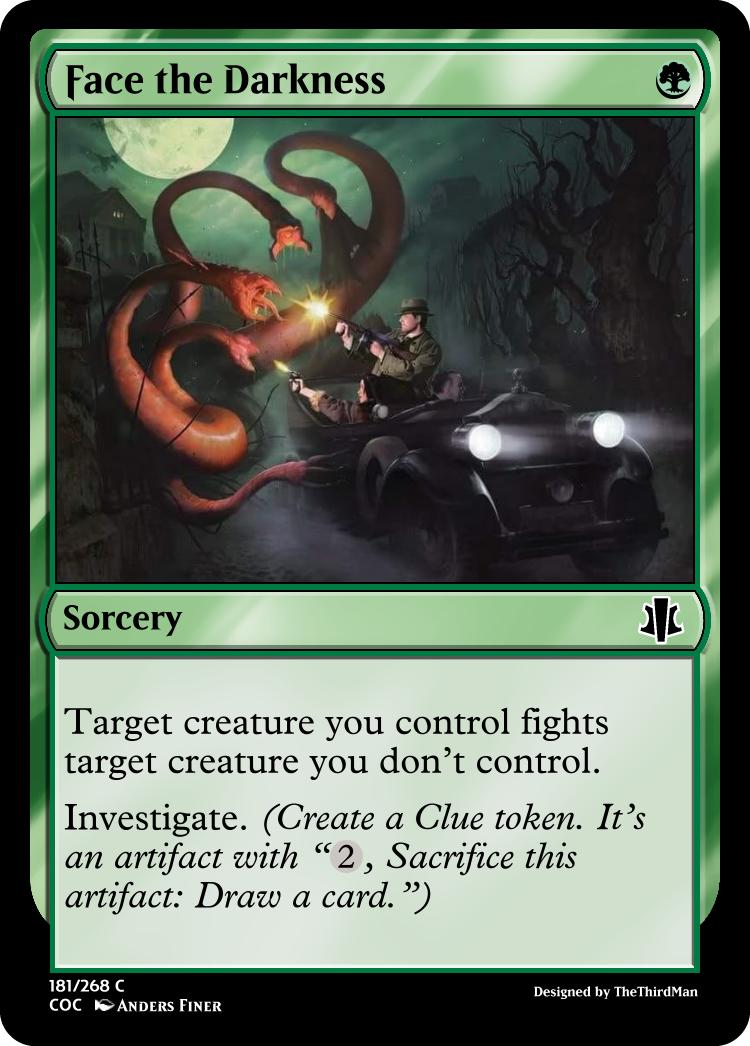 Face the Darkness
Sorcery
Target creature you control fights
target creature you don't control.
Investigate. (Create a Clue token. It's
an artifact with “2, Sacrifice this
artifact: Draw a card.”)
181/268 C
COC Anders Finer
Designed by TheThirdMan